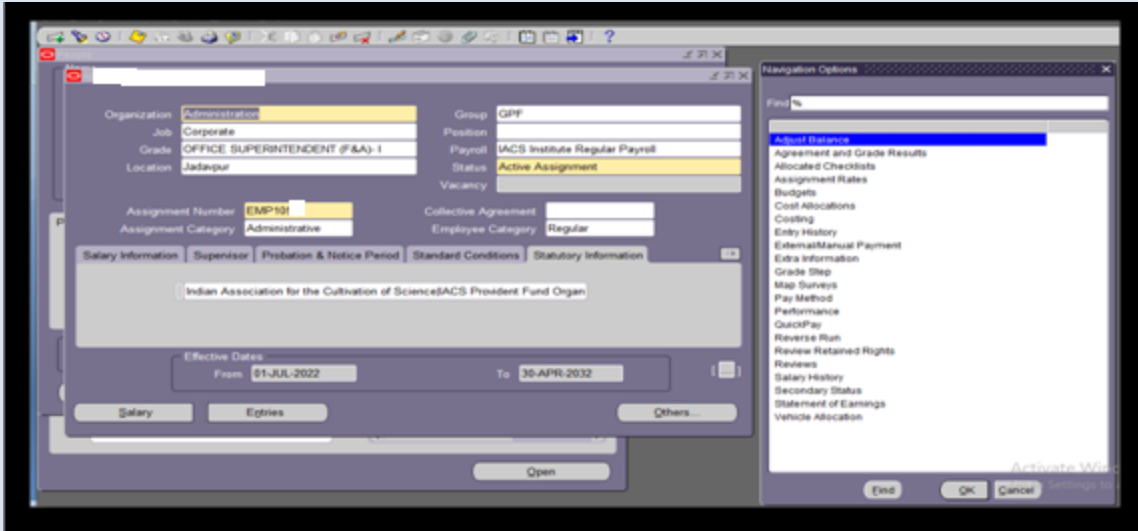 Navigation Options
Find %
Organization Administration Group GPF
Job Corporate Position
Grade OFFICE SUPERINTENDENT (F&A)- I Payroll IACS Institute Regular Payroll
Location Jadavpur Status Active Assignment
Vacancy
Assignment Number EMP10 Collective Agreement
Assignment Category Administrative Employee Category Regular
Salary Information Supervisor Probation & Notice Period Standard Conditions Statutory Information
Indian Association for the Cultivation of Science|IACS Provident Fund Organ
Effective Dates
From 01-JUL-2022 To 30-APR-2032
Salary Entries Others...
Open
Adjust Balance
Agreement and Grade Results
Allocated Checklists
Assignment Rates
Budgets
Cost Allocations
Costing
Entry History
External/Manual Payment
Extra Information
Grade Step
Map Surveys
Pay Method
Performance
QuickPay
Reverse Run
Review Retained Rights
Reviews
Salary History
Secondary Status
Statement of Earnings
Vehicle Allocation
Activate Wind
Settings to
Find OK Cancel